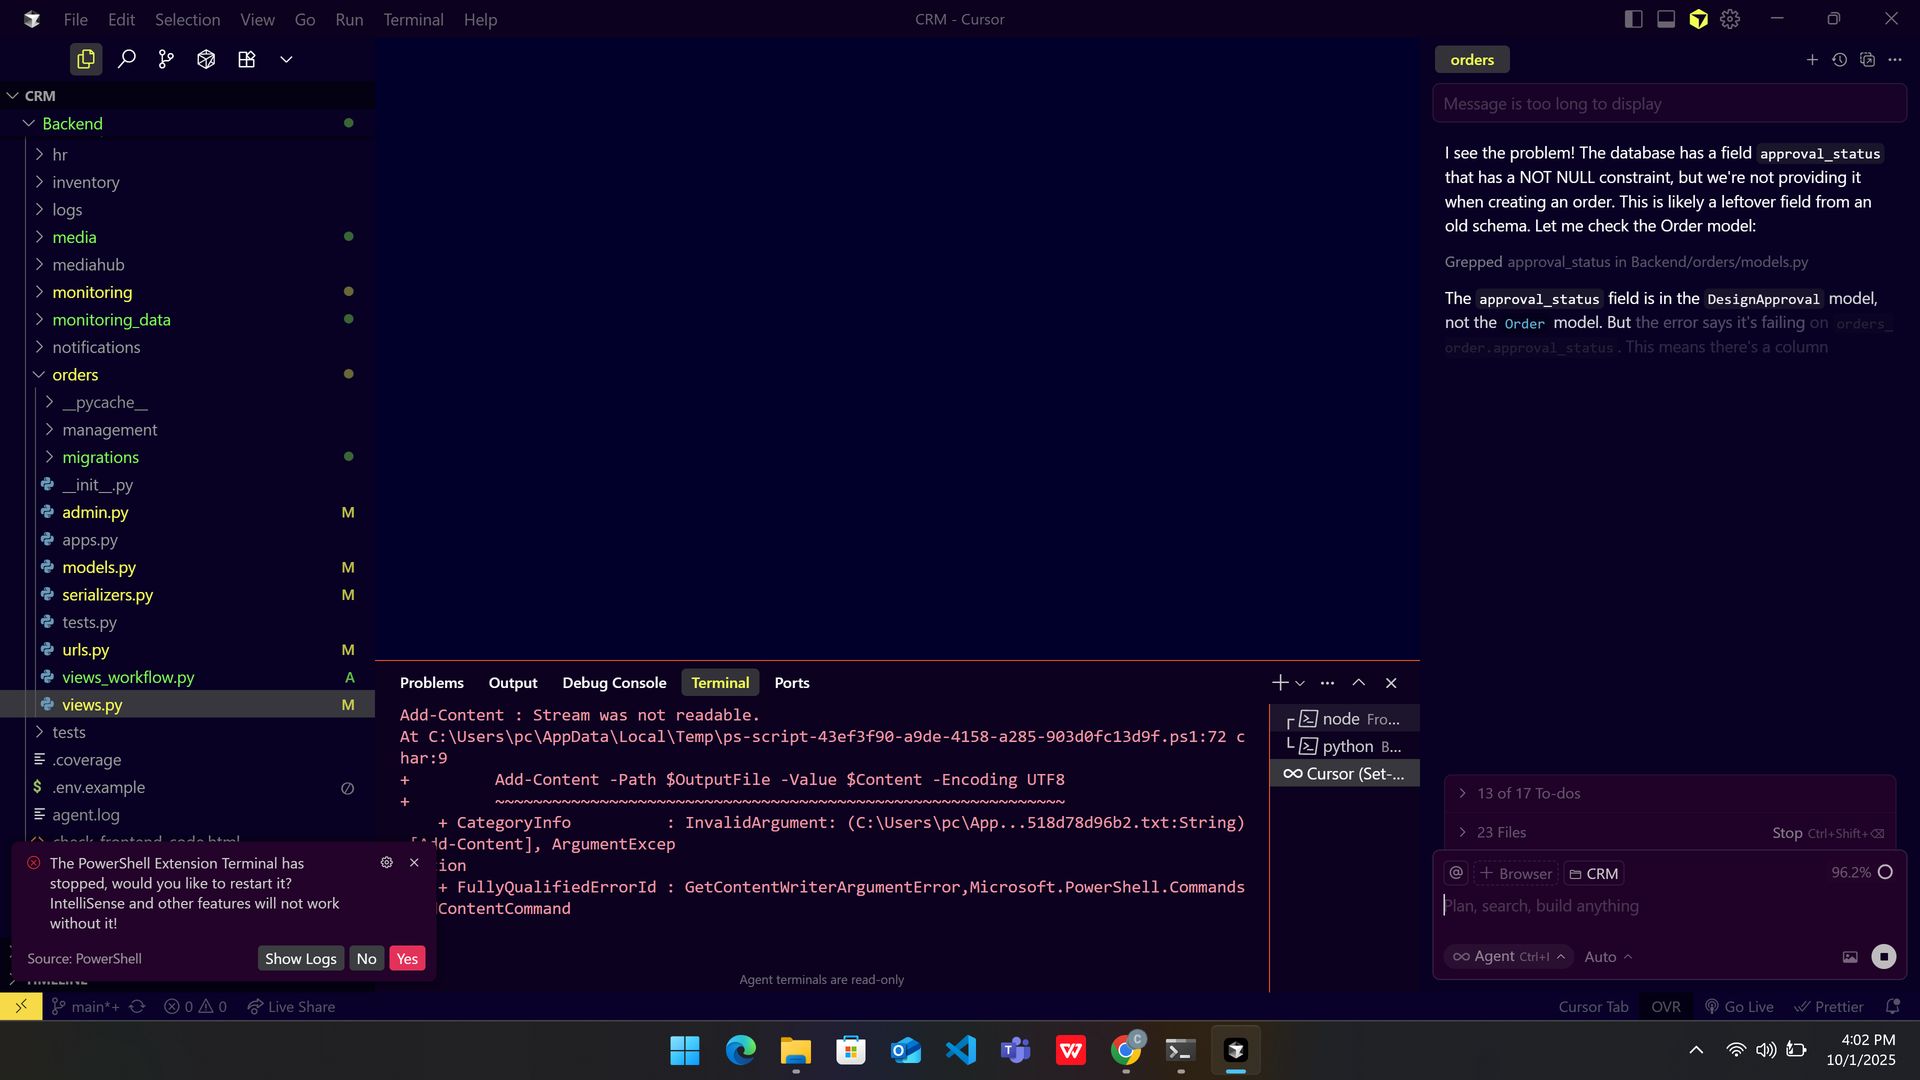 File Edit Selection View Go Run Terminal Help
CRM - Cursor
CRM
Backend
hr
inventory
logs
media
mediahub
monitoring
monitoring_data
notifications
orders
__pycache__
management
migrations
__init__.py
admin.py M
apps.py
models.py M
serializers.py M
tests.py
urls.py M
views_workflow.py A
views.py M
tests
.coverage
.env.example
agent.log
check_frontend_code.html
The PowerShell Extension Terminal has
stopped, would you like to restart it?
IntelliSense and other features will not work
without it!
Source: PowerShell
Show Logs No Yes
TIMELINE
Problems Output Debug Console Terminal Ports
Add-Content : Stream was not readable.
At C:\Users\pc\AppData\Local\Temp\ps-script-43ef3f90-a9de-4158-a285-903d0fc13d9f.ps1:72 c
har:9
+         Add-Content -Path $OutputFile -Value $Content -Encoding UTF8
+         ~~~~~~~~~~~~~~~~~~~~~~~~~~~~~~~~~~~~~~~~~~~~~~~~~~~~~~~~~~~~
+ CategoryInfo          : InvalidArgument: (C:\Users\pc\App...518d78d96b2.txt:String)
[Add-Content], ArgumentExcep
tion
+ FullyQualifiedErrorId : GetContentWriterArgumentError,Microsoft.PowerShell.Commands
dContentCommand
Agent terminals are read-only
node Fro...
python B...
Cursor (Set-...
orders
Message is too long to display
I see the problem! The database has a field approval_status
that has a NOT NULL constraint, but we're not providing it
when creating an order. This is likely a leftover field from an
old schema. Let me check the Order model:
Grepped approval_status in Backend/orders/models.py
The approval_status field is in the DesignApproval model,
not the Order model. But the error says it's failing on orders_
order.approval_status. This means there's a column
13 of 17 To-dos
23 Files Stop Ctrl+Shift+⌫
@ + Browser CRM 96.2%
Plan, search, build anything
Agent Ctrl+I Auto
main*+ 0 0 Live Share
Cursor Tab OVR Go Live Prettier
4:02 PM
10/1/2025